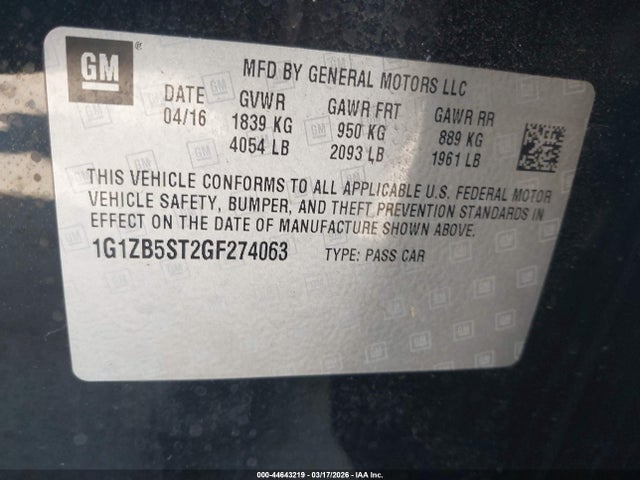 GM
MFD BY GENERAL MOTORS LLC
DATE GVWR GAWR FRT GAWR RR
04/16 1839 KG 950 KG 889 KG
4054 LB 2093 LB 1961 LB
THIS VEHICLE CONFORMS TO ALL APPLICABLE U.S. FEDERAL MOTOR
VEHICLE SAFETY, BUMPER, AND THEFT PREVENTION STANDARDS IN
EFFECT ON THE DATE OF MANUFACTURE SHOWN ABOVE.
1G1ZB5ST2GF274063 TYPE: PASS CAR
000-44643219 - 03/17/2026 - IAAI, Inc.